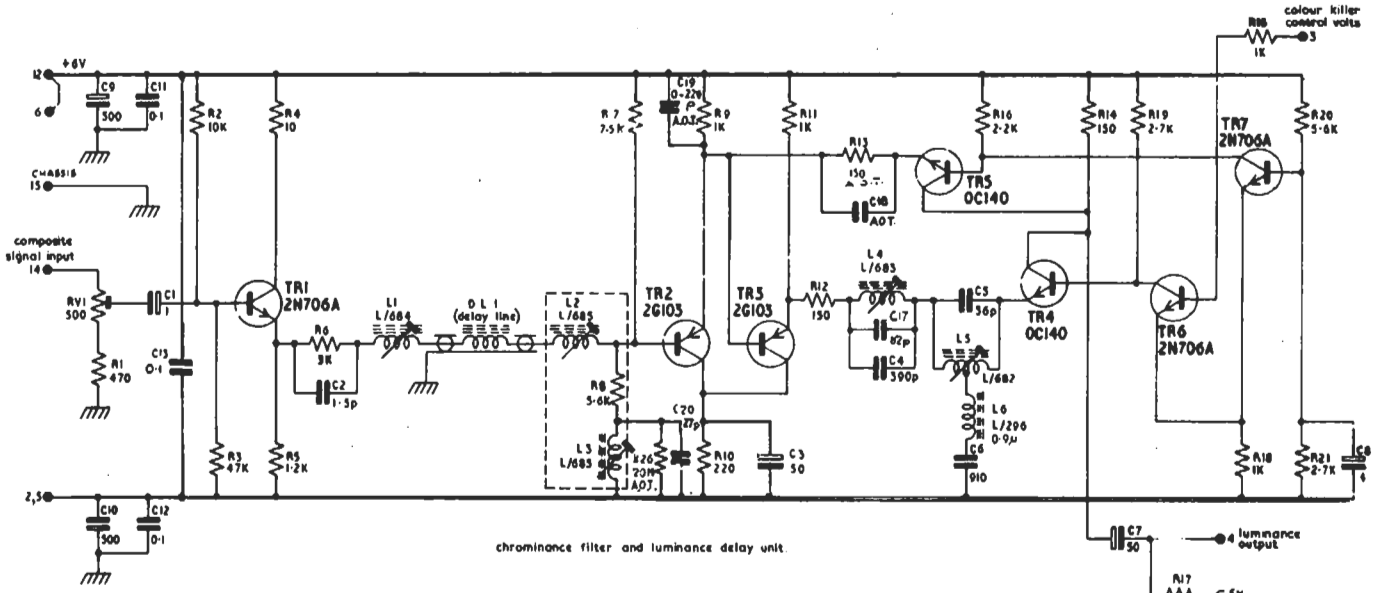 colour killer
control volts
3
R18
1K
12
+6V
6
C9
500
C11
0·1
R2
10K
R4
10
R7
7.5K
C19
0·22µ
A.O.T.
R9
1K
R11
1K
R13
150
A.O.T.
C18
A.O.T.
TR5
OC140
R16
2·2K
R14
150
R19
2·7K
TR7
2N706A
R20
5·6K
CHASSIS
15
composite
signal input
14
RV1
500
R1
470
C1
1
C13
0·1
TR1
2N706A
R6
3K
C2
1·5p
L1
L/684
DL1
(delay line)
L2
L/685
R8
5·6K
L3
L/683
TR2
2G103
TR3
2G103
R12
150
L4
L/683
C17
82p
C4
390p
C5
56p
L5
L/682
L6
L/296
0·9µ
C6
910
TR4
OC140
TR6
2N706A
R3
47K
R5
1·2K
R26
20K
A.O.T.
C20
27p
R10
220
C3
50
R18
1K
R21
2·7K
C8
4
2,5
C10
500
C12
0·1
chrominance filter and luminance delay unit
C7
50
4 luminance
output
R17